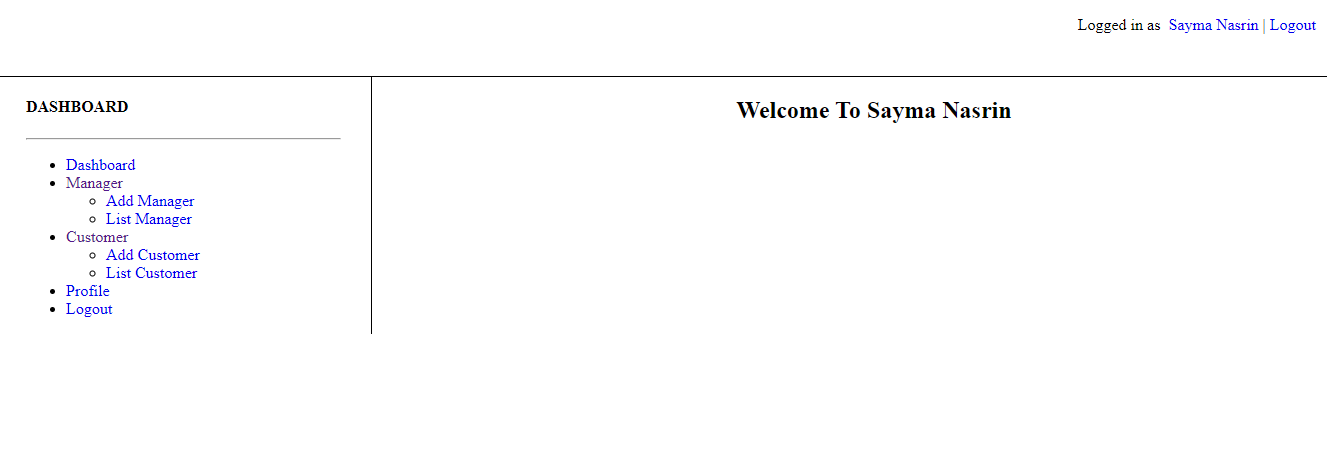 Logged in as Sayma Nasrin | Logout
DASHBOARD
Welcome To Sayma Nasrin
Dashboard
Manager
Add Manager
List Manager
Customer
Add Customer
List Customer
Profile
Logout